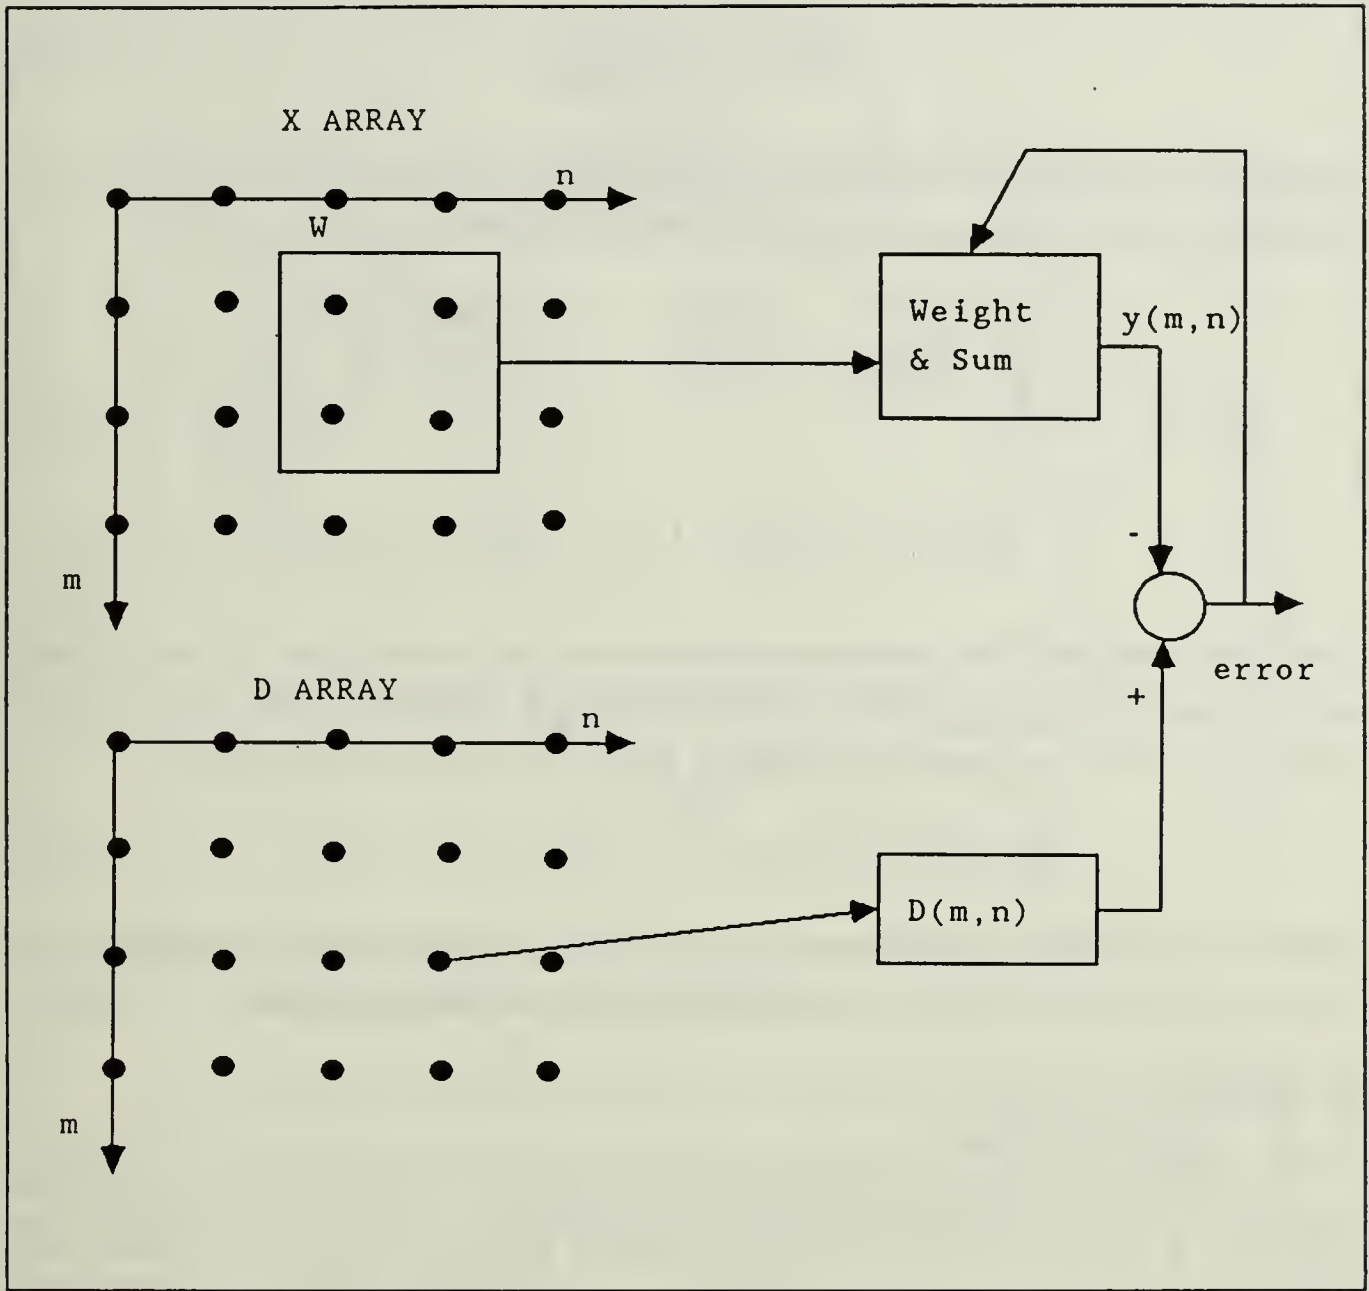 X ARRAY
n
W
Weight
& Sum
y(m,n)
-
m
error
+
D ARRAY
n
D(m,n)
m